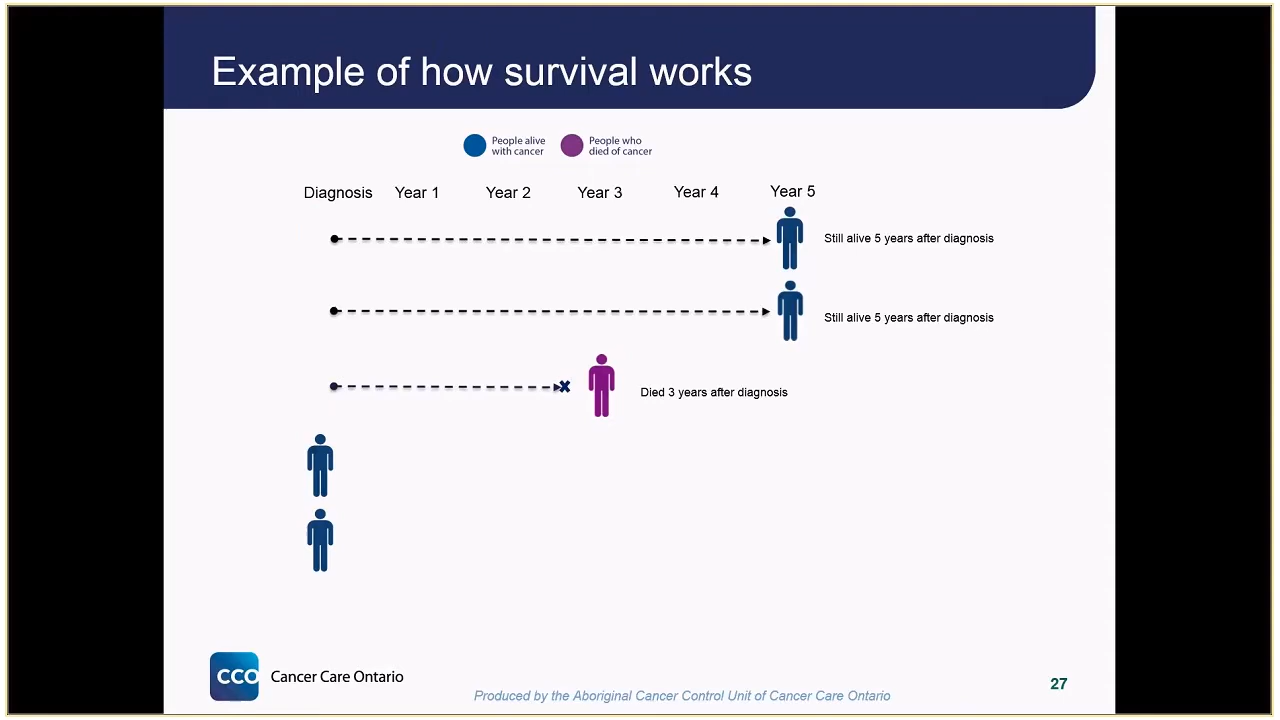 Example of how survival works
People alive
with cancer
People who
died of cancer
Diagnosis Year 1 Year 2 Year 3 Year 4 Year 5
Still alive 5 years after diagnosis
Still alive 5 years after diagnosis
Died 3 years after diagnosis
CCO Cancer Care Ontario
Produced by the Aboriginal Cancer Control Unit of Cancer Care Ontario
27